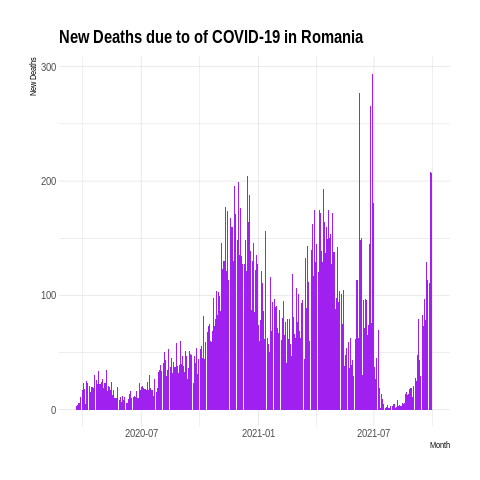 New Deaths due to of COVID-19 in Romania
New Deaths
300
200
100
0
2020-07
2021-01
2021-07
Month